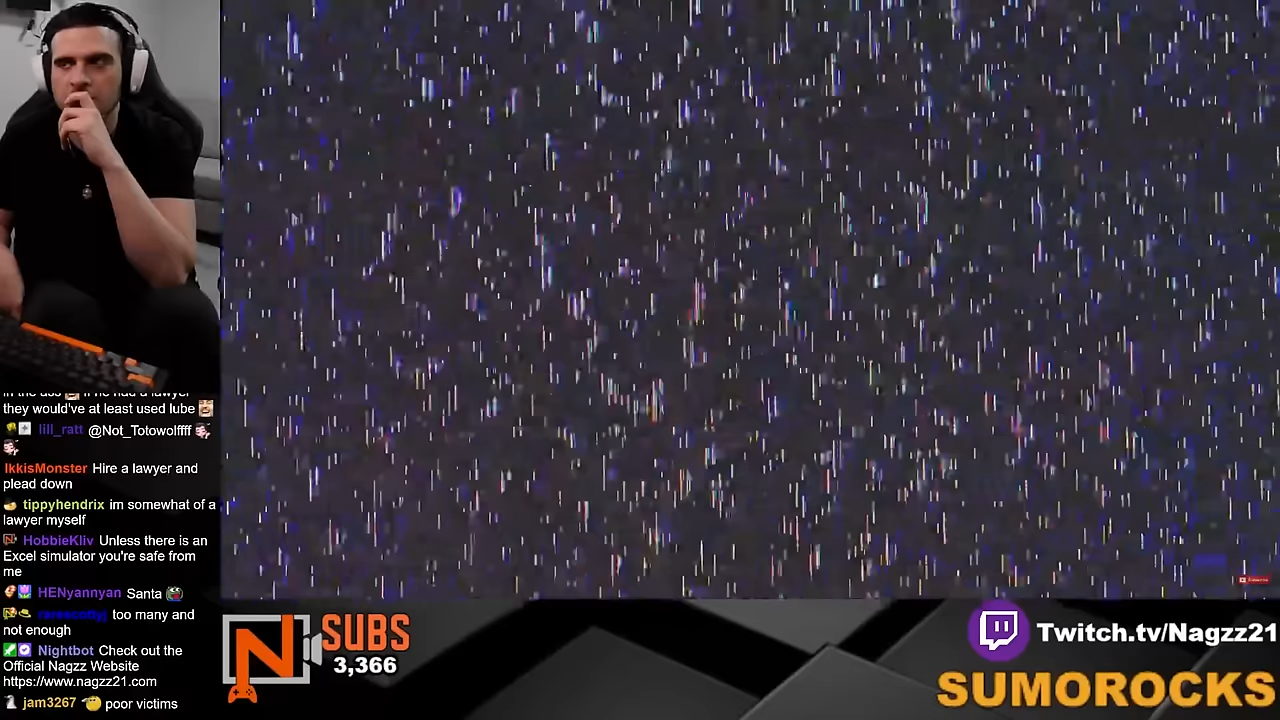 they would've at least used lube
lill_ratt @Not_Totowolffff
IkkisMonster Hire a lawyer and
plead down
tippyhendrix im somewhat of a
lawyer myself
HobbieKliv Unless there is an
Excel simulator you're safe from
me
HENyannyan Santa
too many and
not enough
Nightbot Check out the
Official Nagzz Website
https://www.nagzz21.com
jam3267 poor victims
N SUBS
3,366
Twitch.tv/Nagzz21
SUMOROCKS